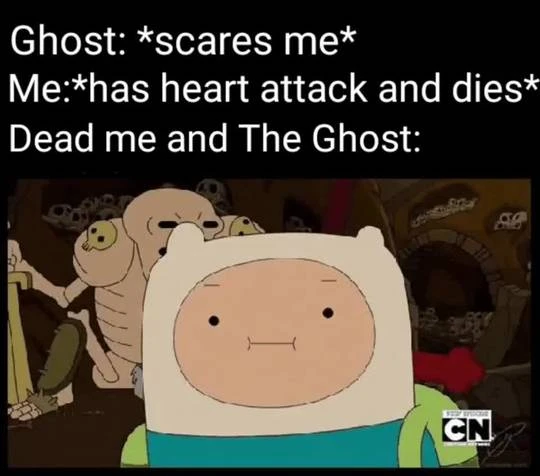 Ghost: *scares me*
Me:*has heart attack and dies*
Dead me and The Ghost:
CN